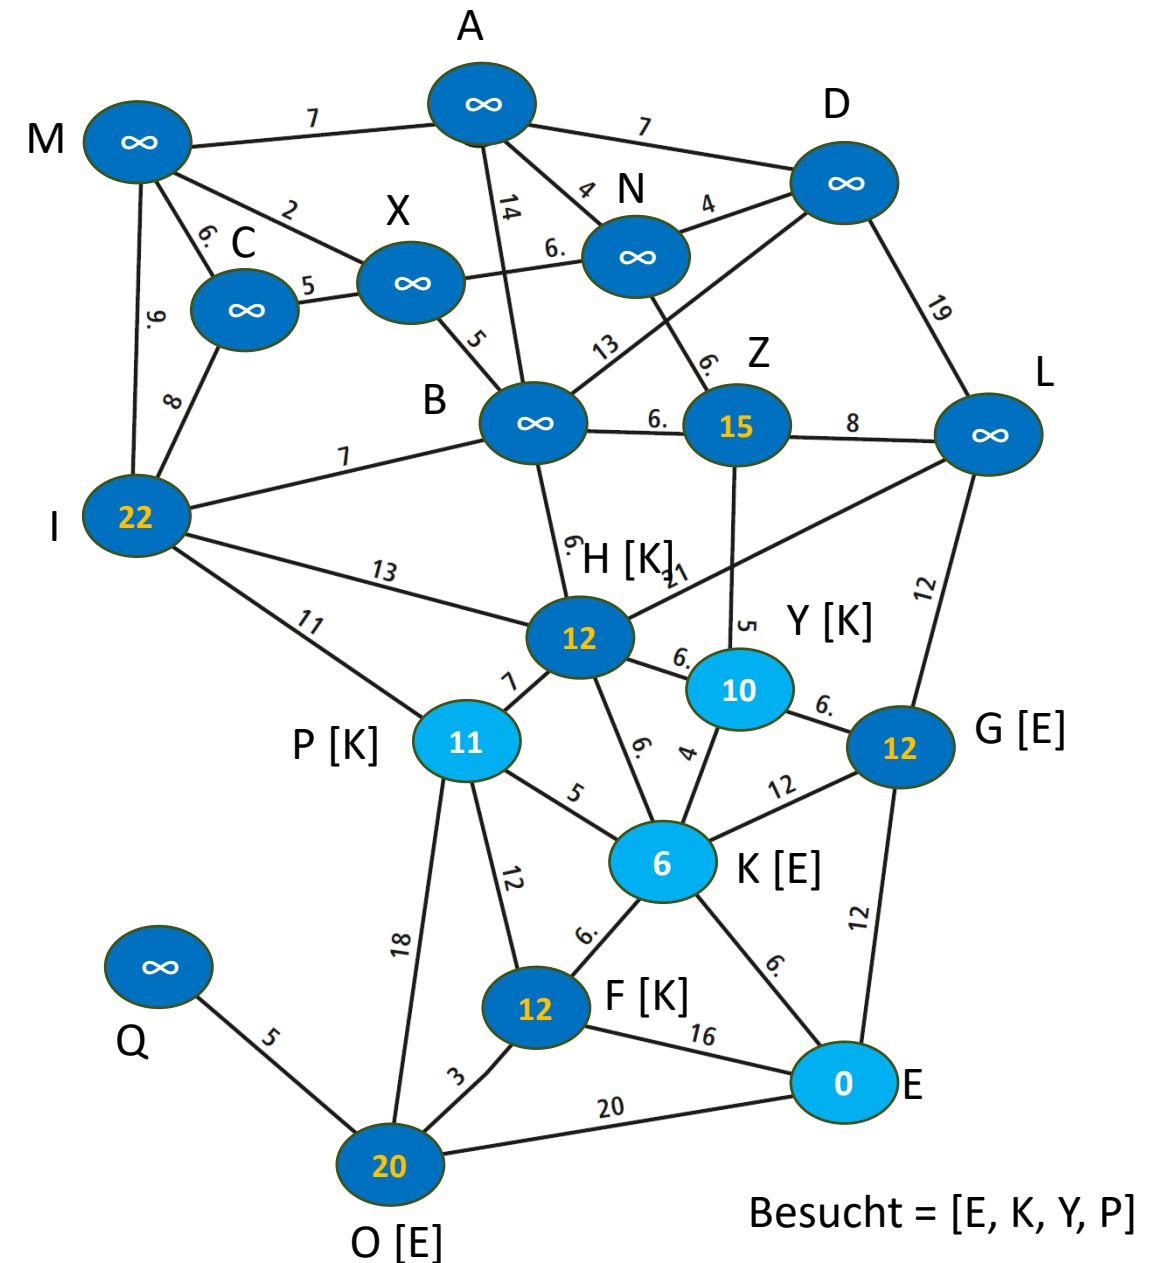 A
M ∞ 7 ∞ 7 D
∞
14 4 N 4
2 X
6. C ∞ 6. ∞
∞ 5
9. 5 13 6. Z 19
8 B ∞ 6. 15 8 L
∞
7
I 22
6. H [K]
13 21 12
11 12 5 Y [K]
6. 10 6.
7
P [K] 11 12 G [E]
6. 4
5 12
6 K [E]
12
18 6. 6. 12
∞
Q 12 F [K]
5 16
3 0 E
20
20
O [E]
Besucht = [E, K, Y, P]